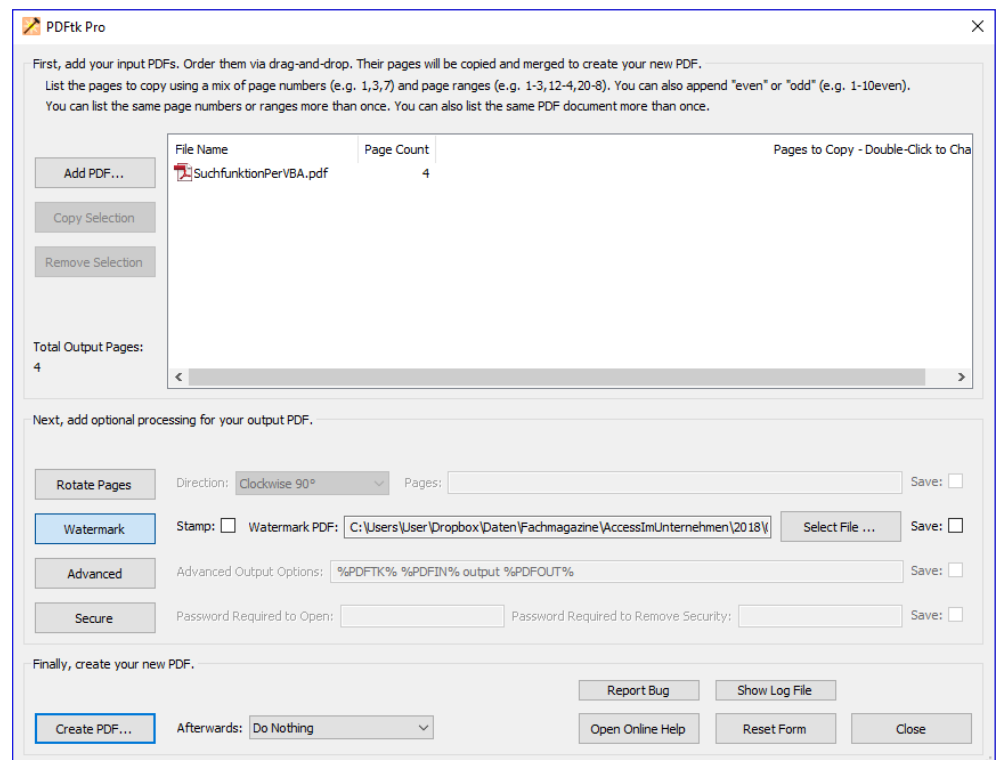 PDFtk Pro
First, add your input PDFs. Order them via drag-and-drop. Their pages will be copied and merged to create your new PDF.
List the pages to copy using a mix of page numbers (e.g. 1,3,7) and page ranges (e.g. 1-3,12-4,20-8). You can also append "even" or "odd" (e.g. 1-10even).
You can list the same page numbers or ranges more than once. You can also list the same PDF document more than once.
File Name Page Count Pages to Copy - Double-Click to Cha
Add PDF... SuchfunktionPerVBA.pdf 4
Copy Selection
Remove Selection
Total Output Pages:
4
Next, add optional processing for your output PDF.
Rotate Pages Direction: Clockwise 90° Pages: Save:
Watermark Stamp: Watermark PDF: C:\Users\User\Dropbox\Daten\Fachmagazine\AccessImUnternehmen\2018\ Select File ... Save:
Advanced Advanced Output Options: %PDFTK% %PDFIN% output %PDFOUT% Save:
Secure Password Required to Open: Password Required to Remove Security: Save:
Finally, create your new PDF.
Report Bug Show Log File
Create PDF... Afterwards: Do Nothing Open Online Help Reset Form Close